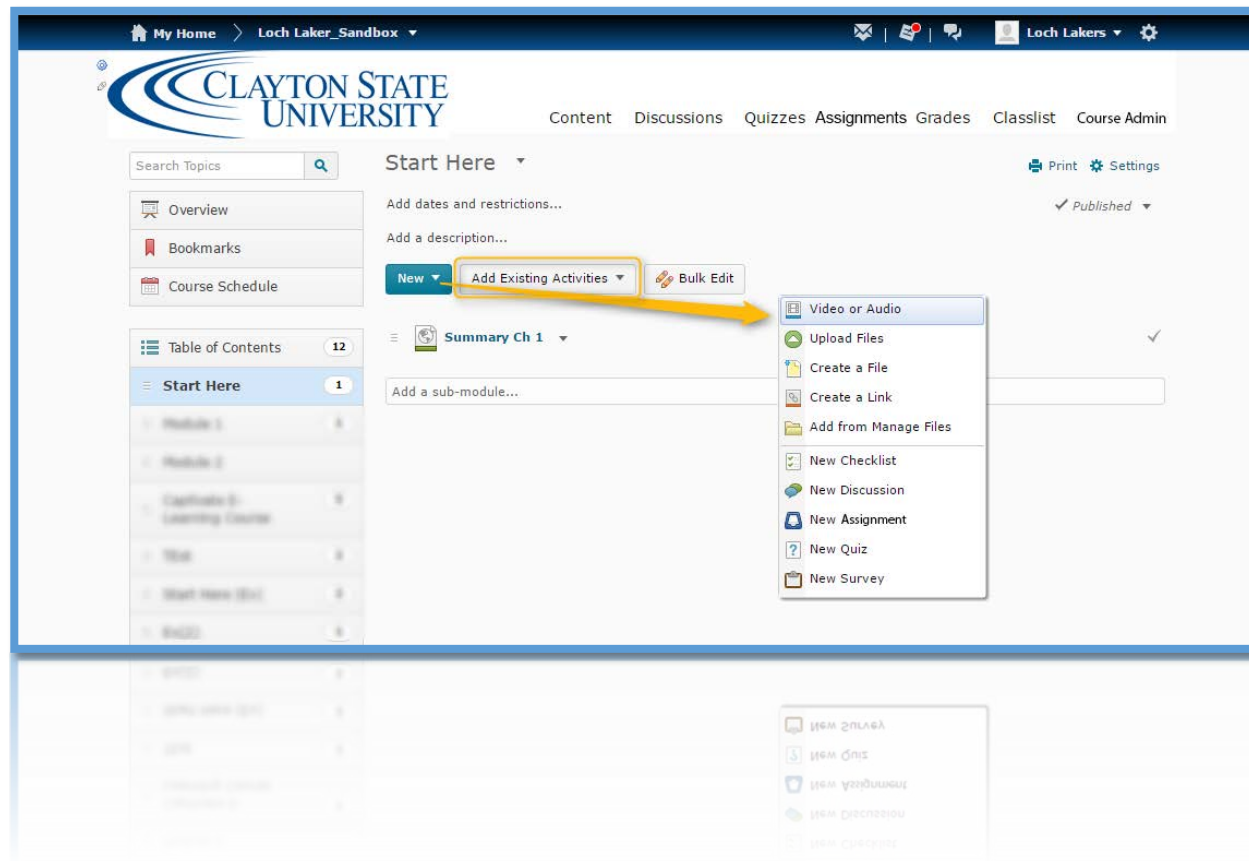 My Home > Loch Laker_Sandbox
Loch Lakers
CLAYTON STATE
UNIVERSITY
Content Discussions Quizzes Assignments Grades Classlist Course Admin
Search Topics
Overview
Bookmarks
Course Schedule
Table of Contents 12
Start Here 1
Start Here
Print Settings
Add dates and restrictions...
Published
Add a description...
New Add Existing Activities Bulk Edit
Summary Ch 1
Add a sub-module...
Video or Audio
Upload Files
Create a File
Create a Link
Add from Manage Files
New Checklist
New Discussion
New Assignment
New Quiz
New Survey